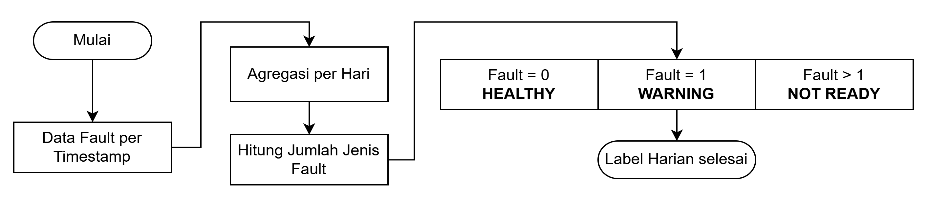 Mulai
Data Fault per
Timestamp
Agregasi per Hari
Hitung Jumlah Jenis
Fault
Fault = 0
HEALTHY
Fault = 1
WARNING
Fault > 1
NOT READY
Label Harian selesai